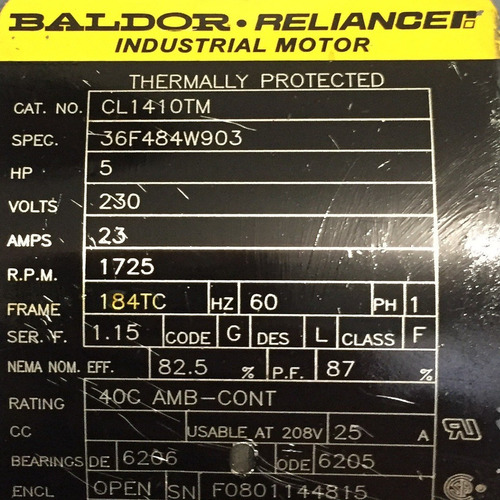 BALDOR · RELIANCER
INDUSTRIAL MOTOR
THERMALLY PROTECTED
CAT. NO. CL1410TM
SPEC. 36F484W903
HP 5
VOLTS 230
AMPS 23
R.P.M. 1725
FRAME 184TC HZ 60 PH 1
SER. F. 1.15 CODE G DES L CLASS F
NEMA NOM. EFF. 82.5 % P.F. 87 %
RATING 40C AMB-CONT
CC USABLE AT 208V 25 A
BEARINGS DE 6206 ODE 6205
ENCL OPEN SN F0801144815